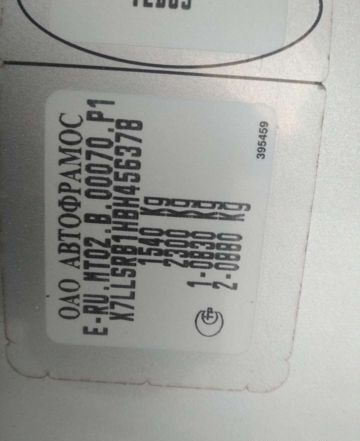 ОАО АВТОФРАМОС
E-RU.MT02.B.00070.P1
X7LLSRB1HBH456378
1540 Kg
2300 Kg
1-0830 Kg
2-0880 Kg
395459